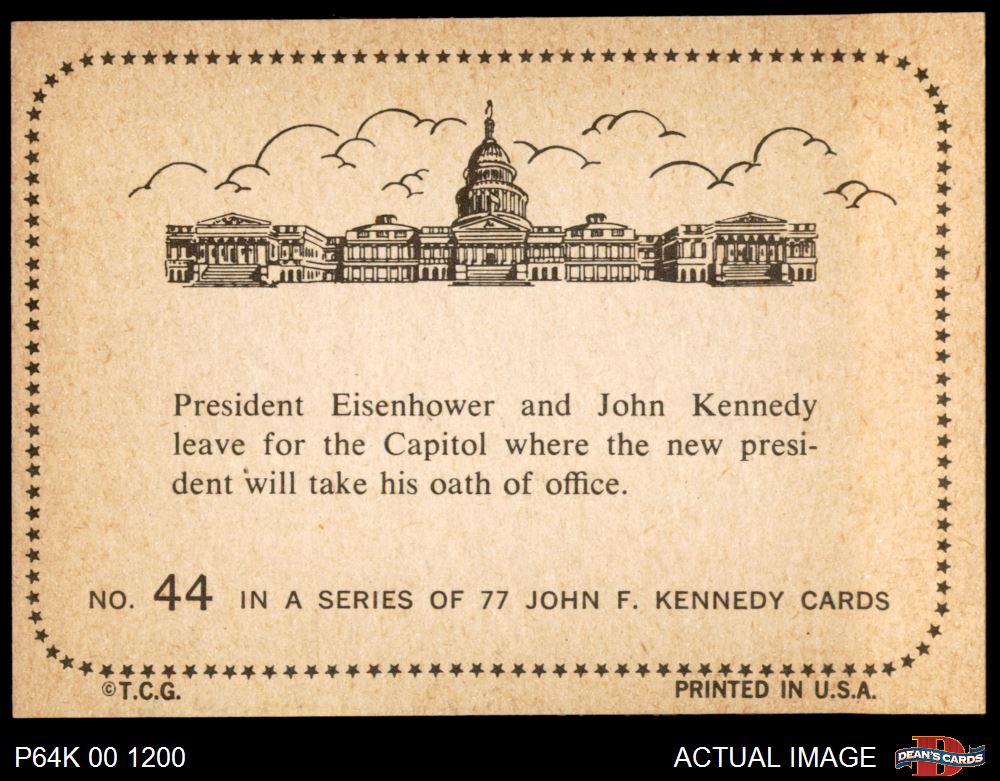 President Eisenhower and John Kennedy
leave for the Capitol where the new presi-
dent will take his oath of office.
NO. 44 IN A SERIES OF 77 JOHN F. KENNEDY CARDS
©T.C.G.
PRINTED IN U.S.A.
P64K 00 1200
ACTUAL IMAGE
DEAN'S CARDS